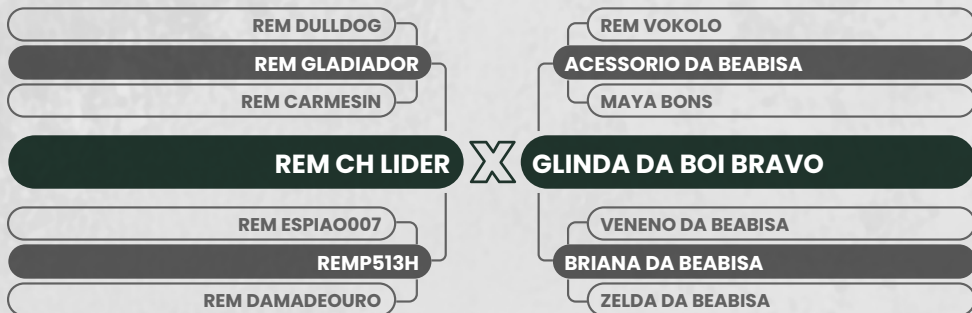 REM DULLDOG
REM GLADIADOR
REM CARMESIN
REM CH LIDER
REM ESPIAO007
REMP513H
REM DAMADEOURO
X
REM VOKOLO
ACESSORIO DA BEABISA
MAYA BONS
GLINDA DA BOI BRAVO
VENENO DA BEABISA
BRIANA DA BEABISA
ZELDA DA BEABISA